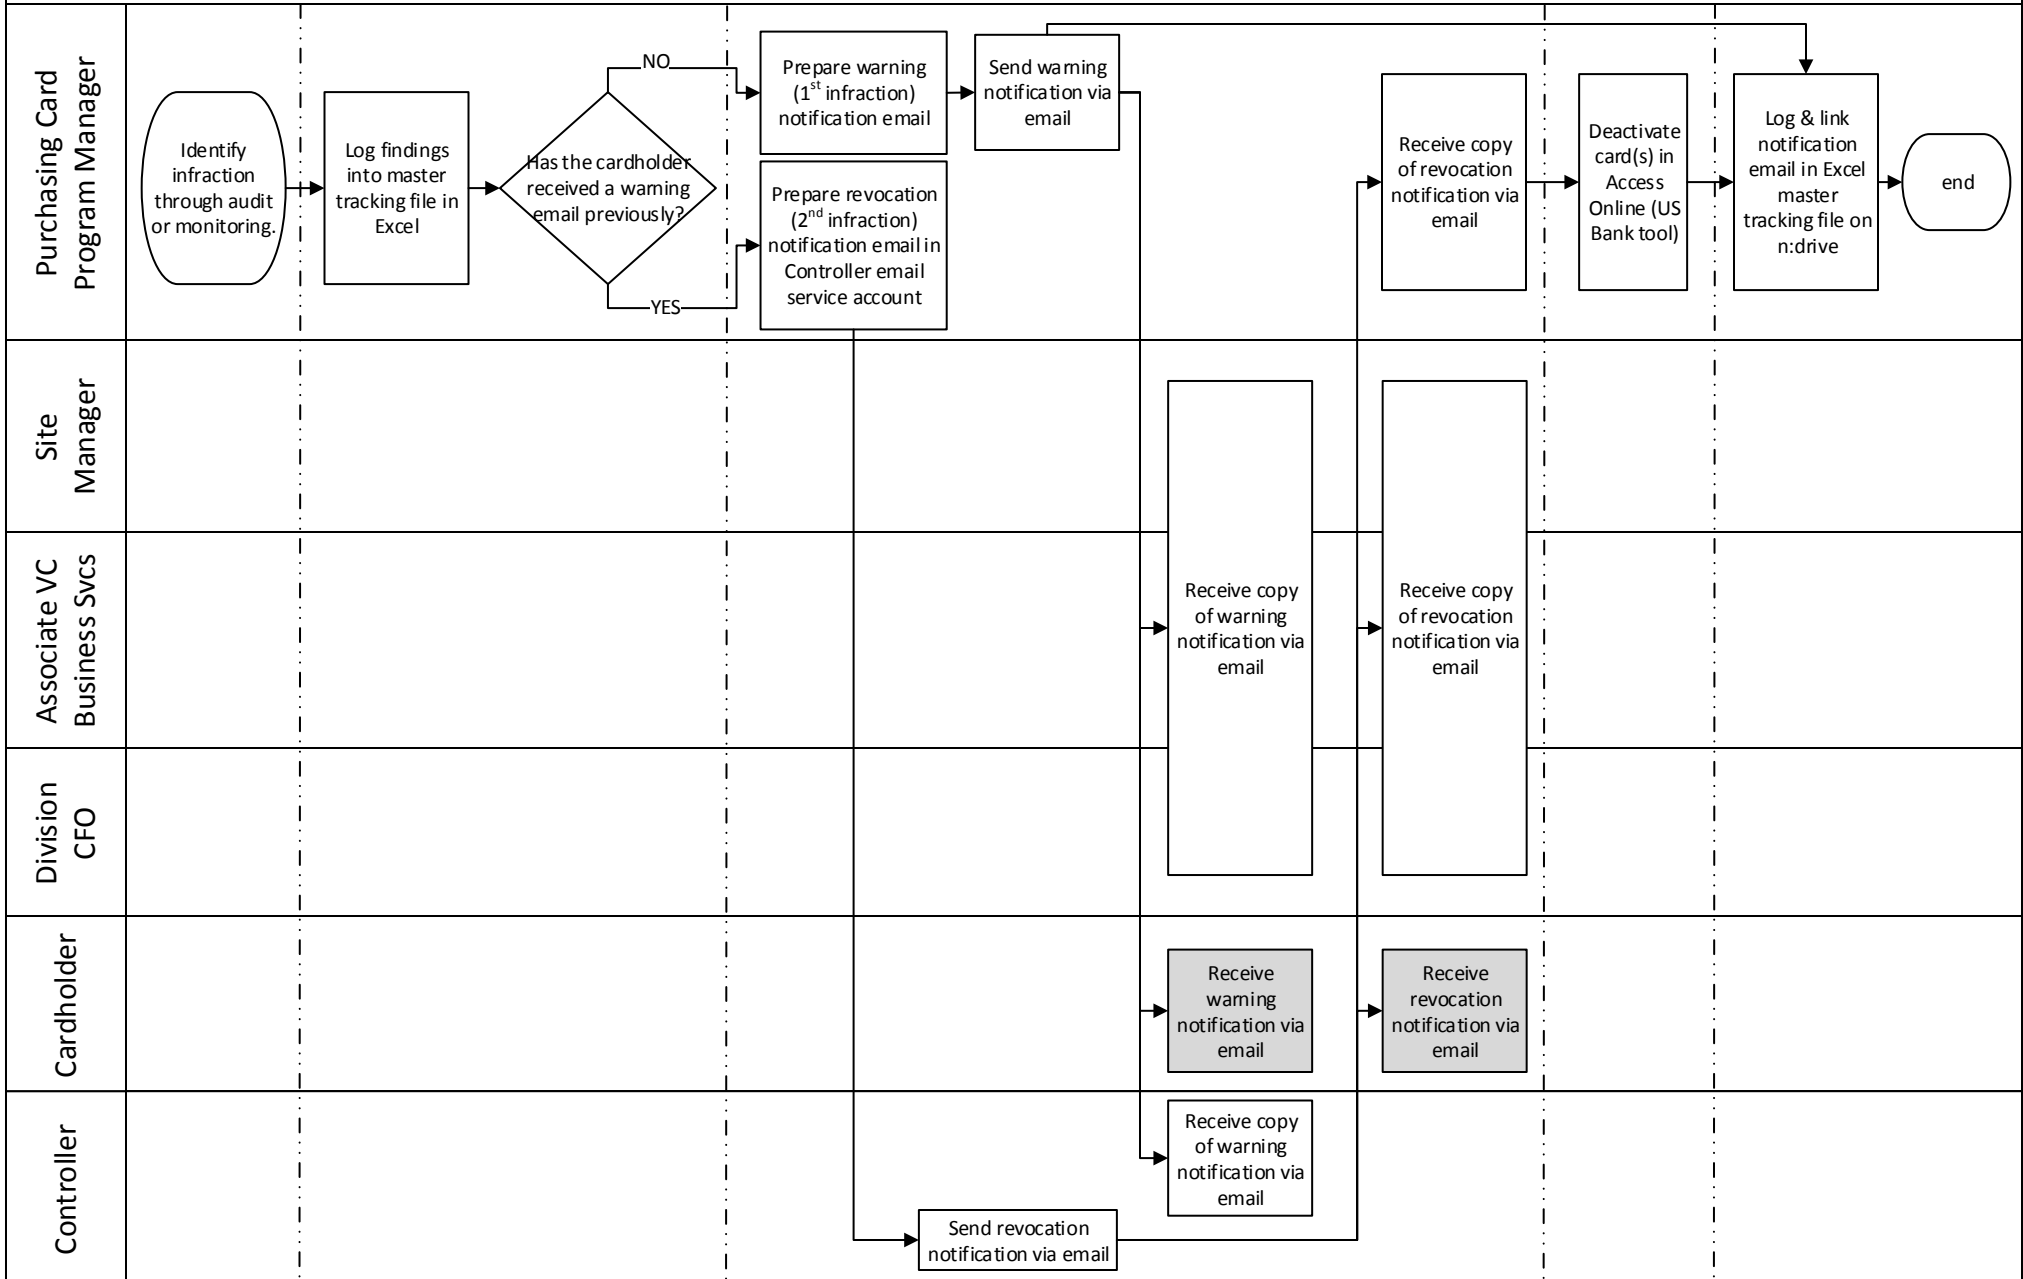 Purchasing Card
Program Manager
Identify
infraction
through audit
or monitoring.
Log findings
into master
tracking file in
Excel
Has the cardholder
received a warning
email previously?
NO
YES
Prepare warning
(1st infraction)
notification email
Prepare revocation
(2nd infraction)
notification email in
Controller email
service account
Send warning
notification via
email
Receive copy
of revocation
notification via
email
Deactivate
card(s) in
Access
Online (US
Bank tool)
Log & link
notification
email in Excel
master
tracking file on
n:drive
end
Site
Manager
Associate VC
Business Svcs
Receive copy
of warning
notification via
email
Receive copy
of revocation
notification via
email
Division
CFO
Cardholder
Receive
warning
notification via
email
Receive
revocation
notification via
email
Controller
Receive copy
of warning
notification via
email
Send revocation
notification via email